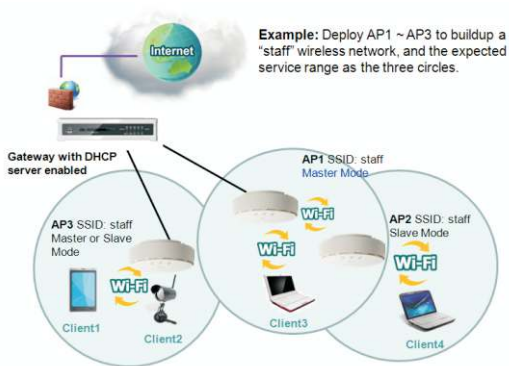 Example: Deploy AP1 ~ AP3 to buildup a
"staff" wireless network, and the expected
service range as the three circles.
Internet
Gateway with DHCP
server enabled
AP1 SSID: staff
Master Mode
Wi-Fi
AP3 SSID: staff
Master or Slave
Mode
AP2 SSID: staff
Slave Mode
Wi-Fi
Wi-Fi
Wi-Fi
Client1
Client2
Client3
Client4